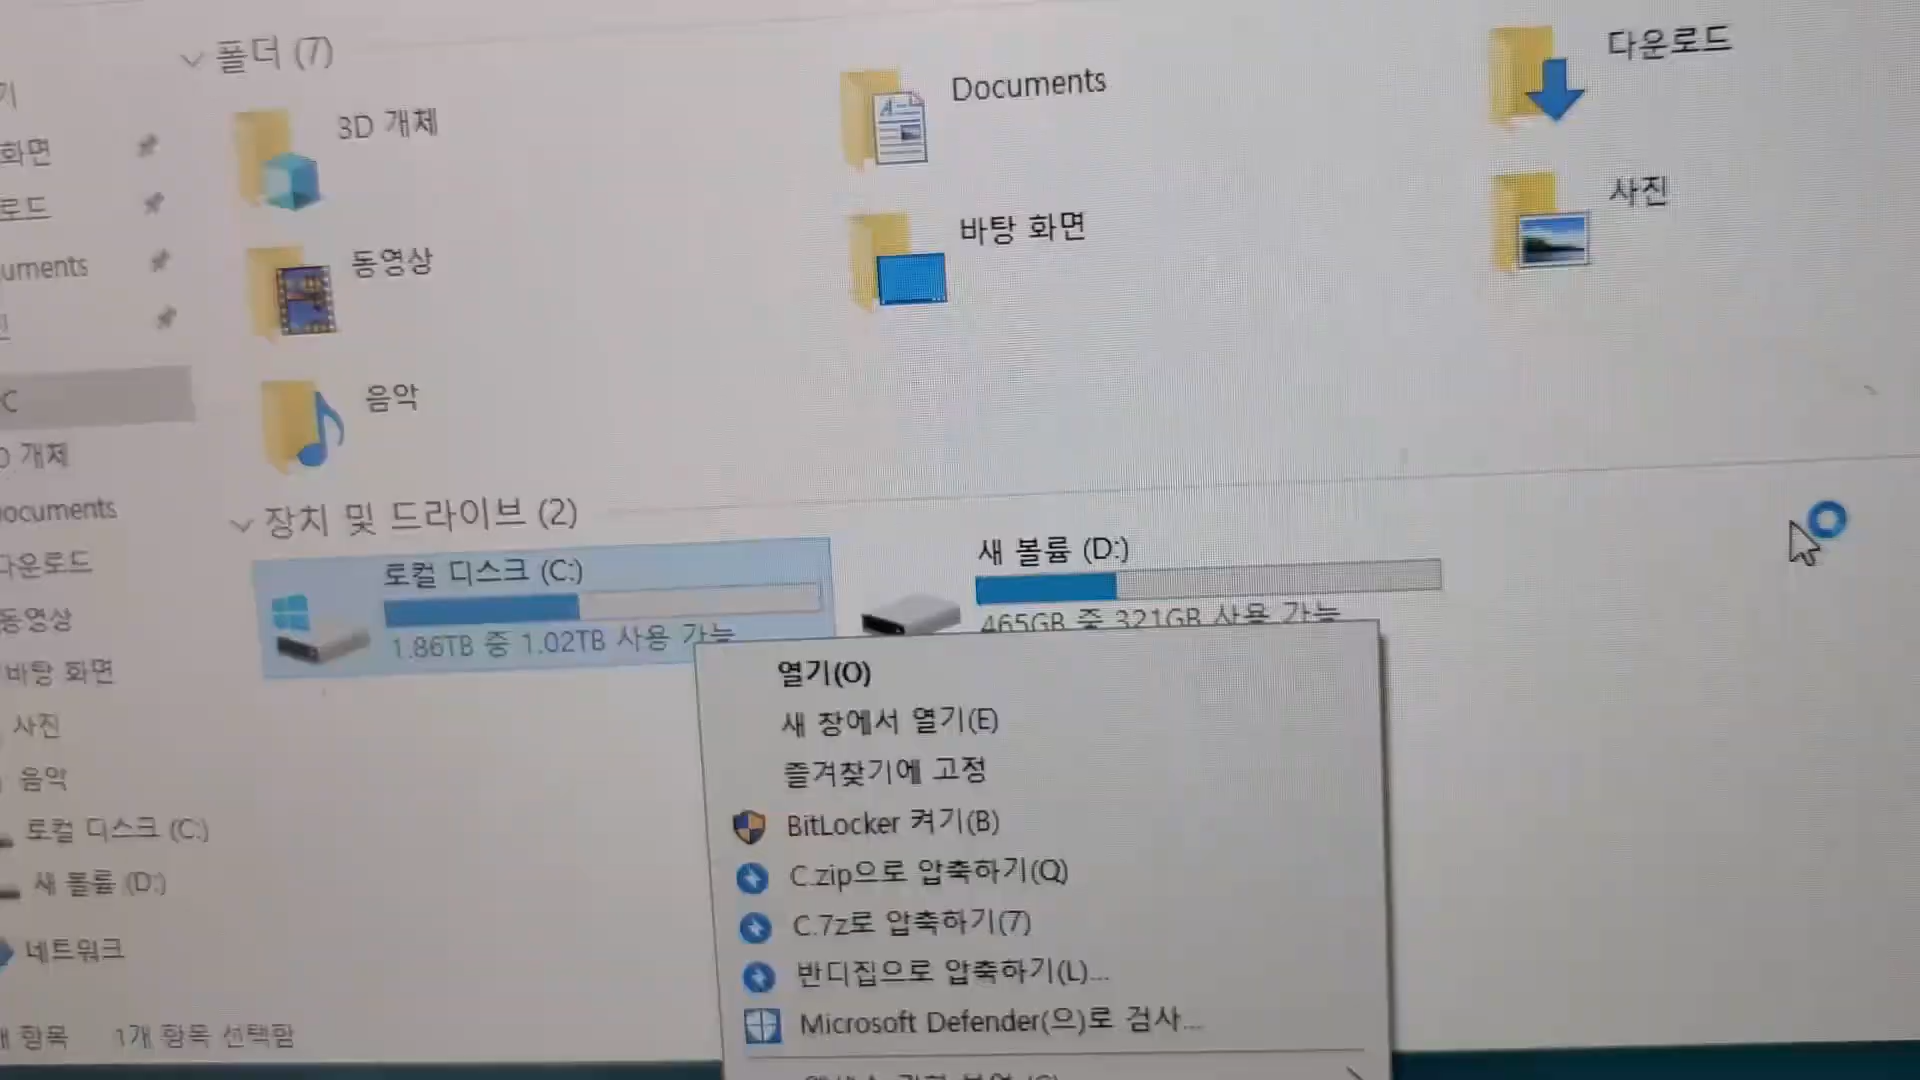 폴더 (7)
3D 개체
Documents
다운로드
동영상
바탕 화면
사진
음악
장치 및 드라이브 (2)
로컬 디스크 (C:)
1.86TB 중 1.02TB 사용 가능
새 볼륨 (D:)
465GB 중 321GB 사용 가능
열기(O)
새 창에서 열기(E)
즐겨찾기에 고정
BitLocker 켜기(B)
C.zip으로 압축하기(Q)
C.7z로 압축하기(7)
반디집으로 압축하기(L)...
Microsoft Defender(으)로 검사...
화면
로드
uments
C
개체
ocuments
다운로드
동영상
바탕 화면
사진
음악
로컬 디스크 (C:)
새 볼륨 (D:)
네트워크
항목
1개 항목 선택함